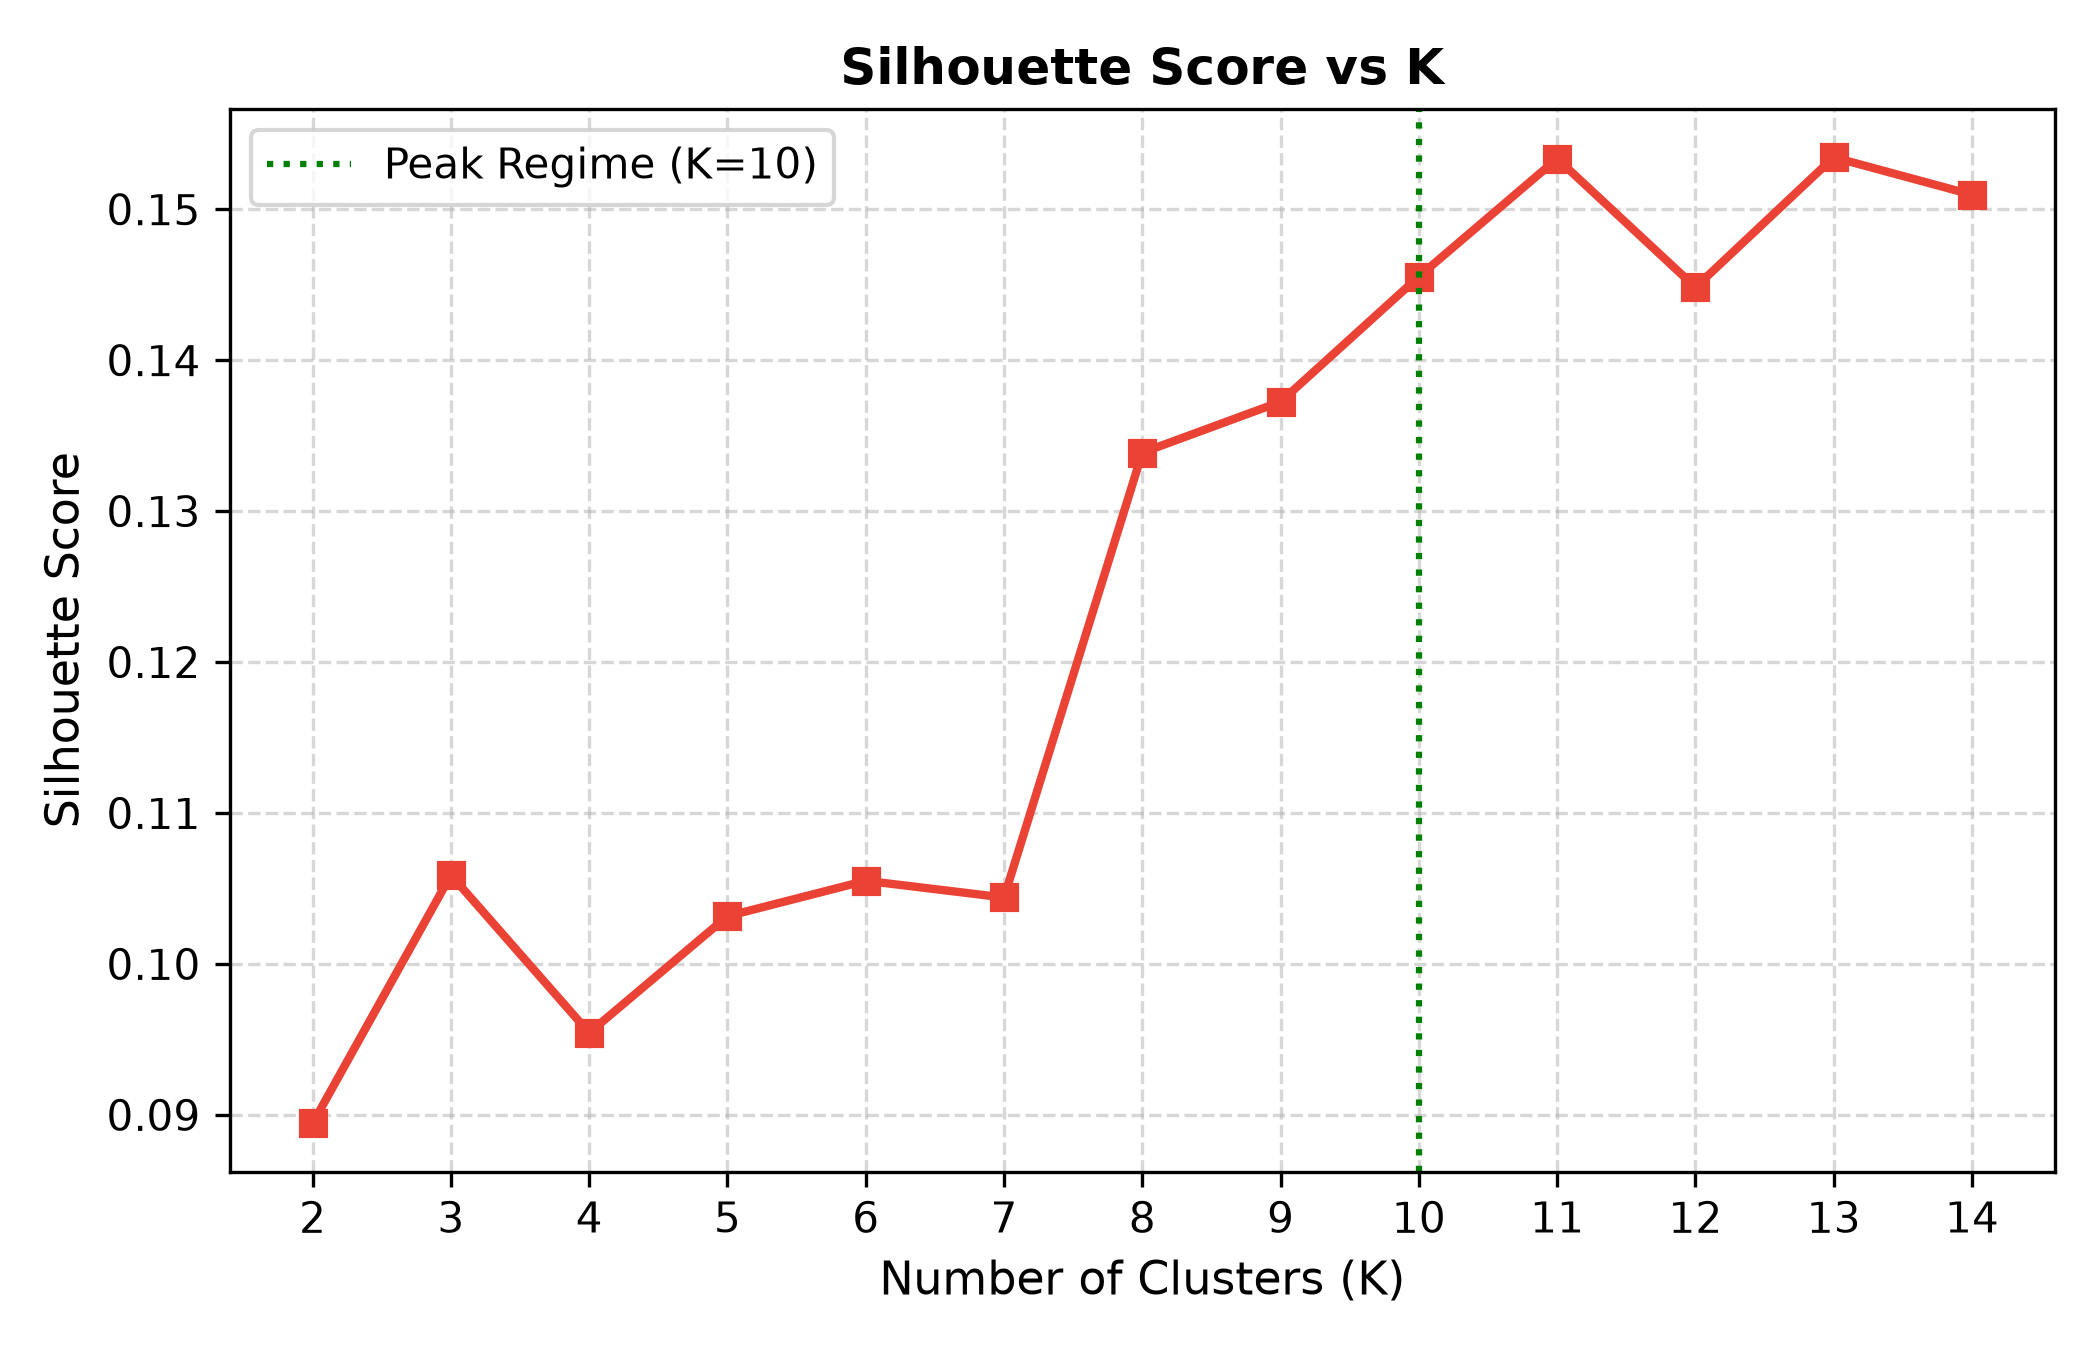 Silhouette Score vs K
Peak Regime (K=10)
Silhouette Score
0.15
0.14
0.13
0.12
0.11
0.10
0.09
2 3 4 5 6 7 8 9 10 11 12 13 14
Number of Clusters (K)